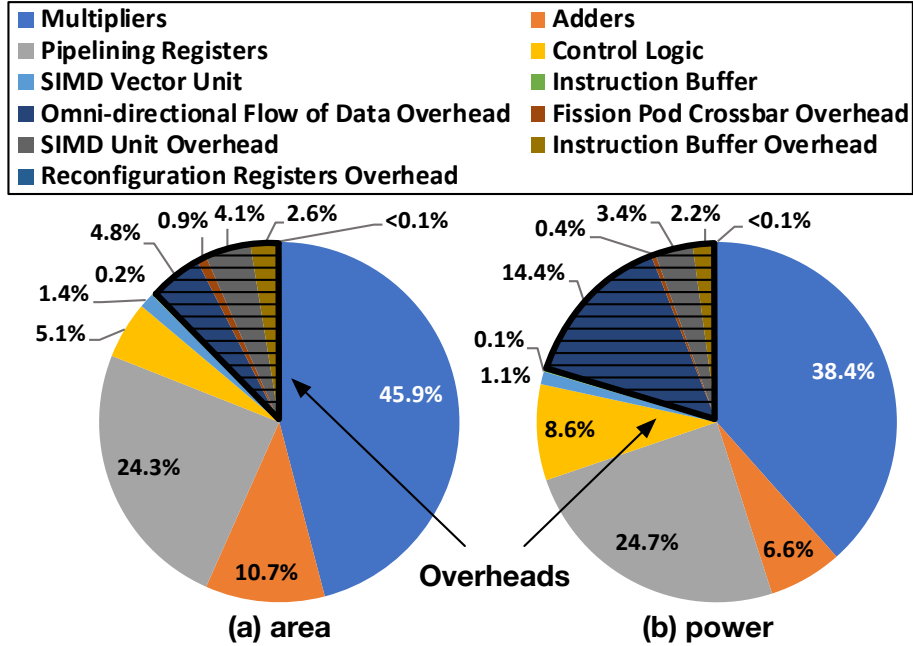 Multipliers
Adders
Pipelining Registers
Control Logic
SIMD Vector Unit
Instruction Buffer
Omni-directional Flow of Data Overhead
Fission Pod Crossbar Overhead
SIMD Unit Overhead
Instruction Buffer Overhead
Reconfiguration Registers Overhead
4.8%
0.9%
4.1%
2.6%
<0.1%
0.2%
1.4%
5.1%
45.9%
24.3%
10.7%
(a) area
3.4%
2.2%
<0.1%
0.4%
14.4%
0.1%
1.1%
38.4%
8.6%
24.7%
6.6%
Overheads
(b) power